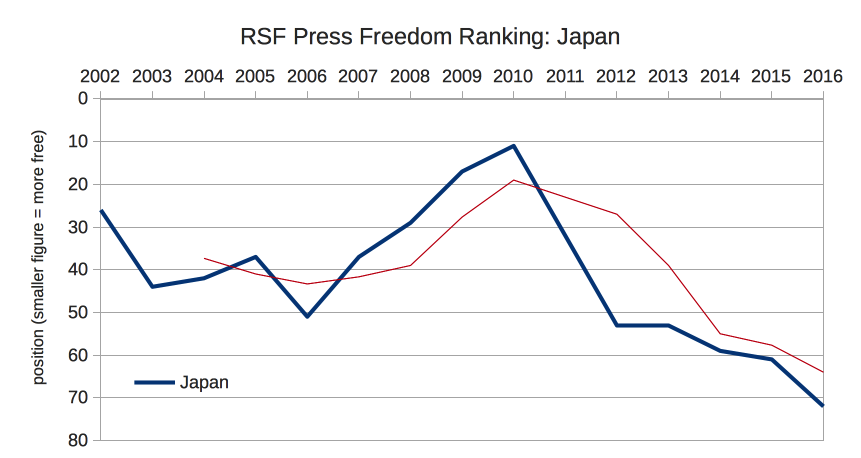 RSF Press Freedom Ranking: Japan
2002 2003 2004 2005 2006 2007 2008 2009 2010 2011 2012 2013 2014 2015 2016
0
10
20
30
40
50
60
70
80
position (smaller figure = more free)
Japan